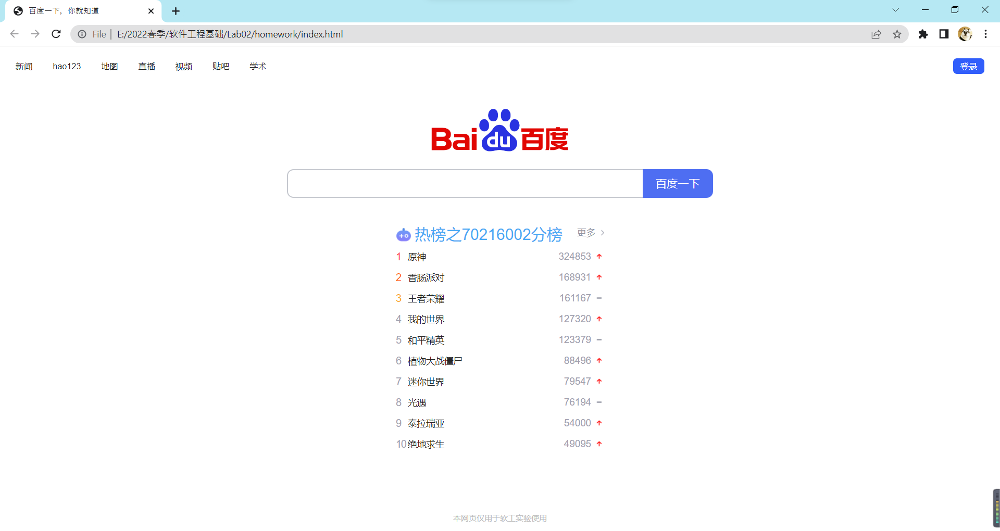 百度一下，你就知道
File | E:/2022春季/软件工程基础/Lab02/homework/index.html
新闻 hao123 地图 直播 视频 贴吧 学术 登录
Bai du 百度
百度一下
热榜之70216002分榜 更多
1 原神 324853
2 香肠派对 168931
3 王者荣耀 161167
4 我的世界 127320
5 和平精英 123379
6 植物大战僵尸 88496
7 迷你世界 79547
8 光遇 76194
9 泰拉瑞亚 54000
10 绝地求生 49095
本网页仅用于软工实验使用